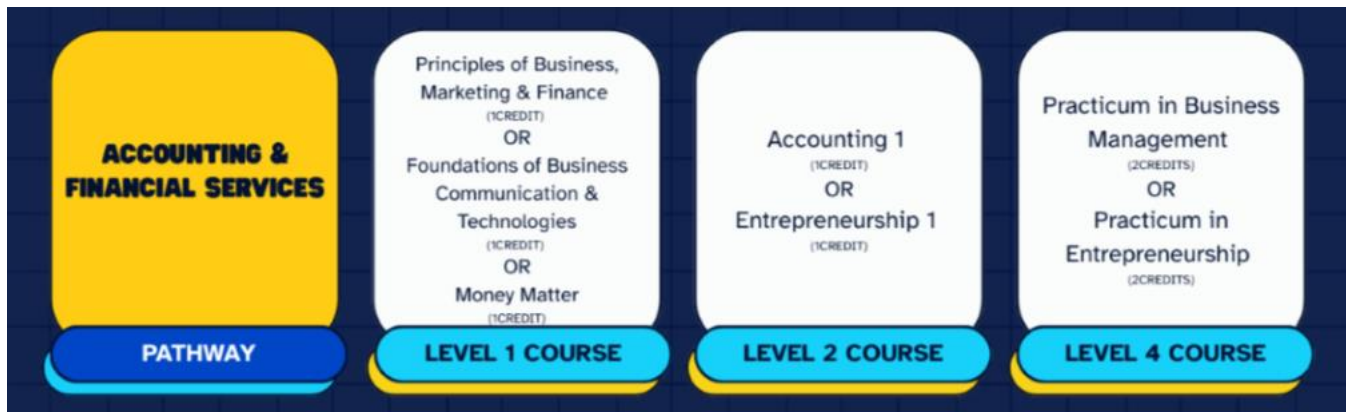 ACCOUNTING &
FINANCIAL SERVICES
PATHWAY
Principles of Business,
Marketing & Finance
(1CREDIT)
OR
Foundations of Business
Communication &
Technologies
(1CREDIT)
OR
Money Matter
(1CREDIT)
LEVEL 1 COURSE
Accounting 1
(1CREDIT)
OR
Entrepreneurship 1
(1CREDIT)
LEVEL 2 COURSE
Practicum in Business
Management
(2CREDITS)
OR
Practicum in
Entrepreneurship
(2CREDITS)
LEVEL 4 COURSE